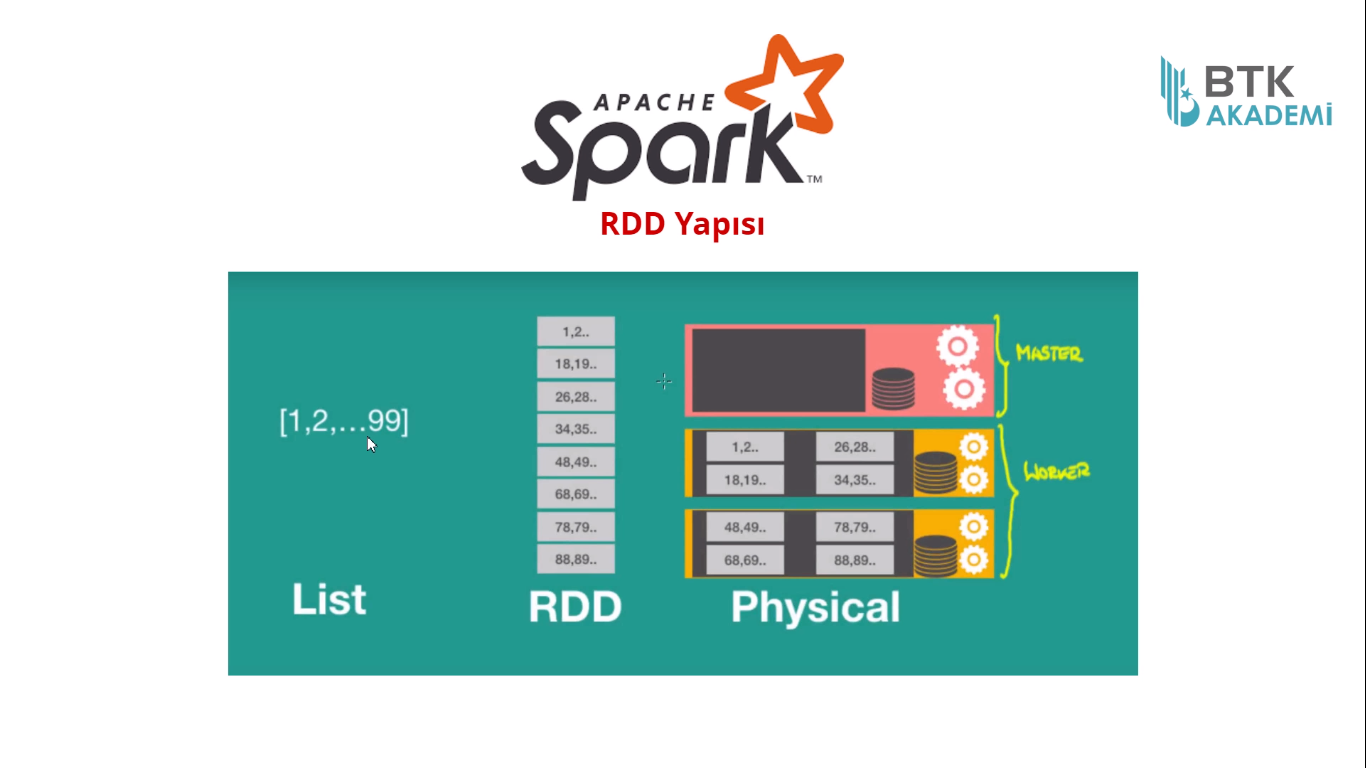 APACHE
Spark™
BTK
AKADEMİ
RDD Yapısı
[1,2,...99]
List
1,2..
18,19..
26,28..
34,35..
48,49..
68,69..
78,79..
88,89..
RDD
MASTER
1,2.. 26,28..
18,19.. 34,35..
WORKER
48,49.. 78,79..
68,69.. 88,89..
Physical